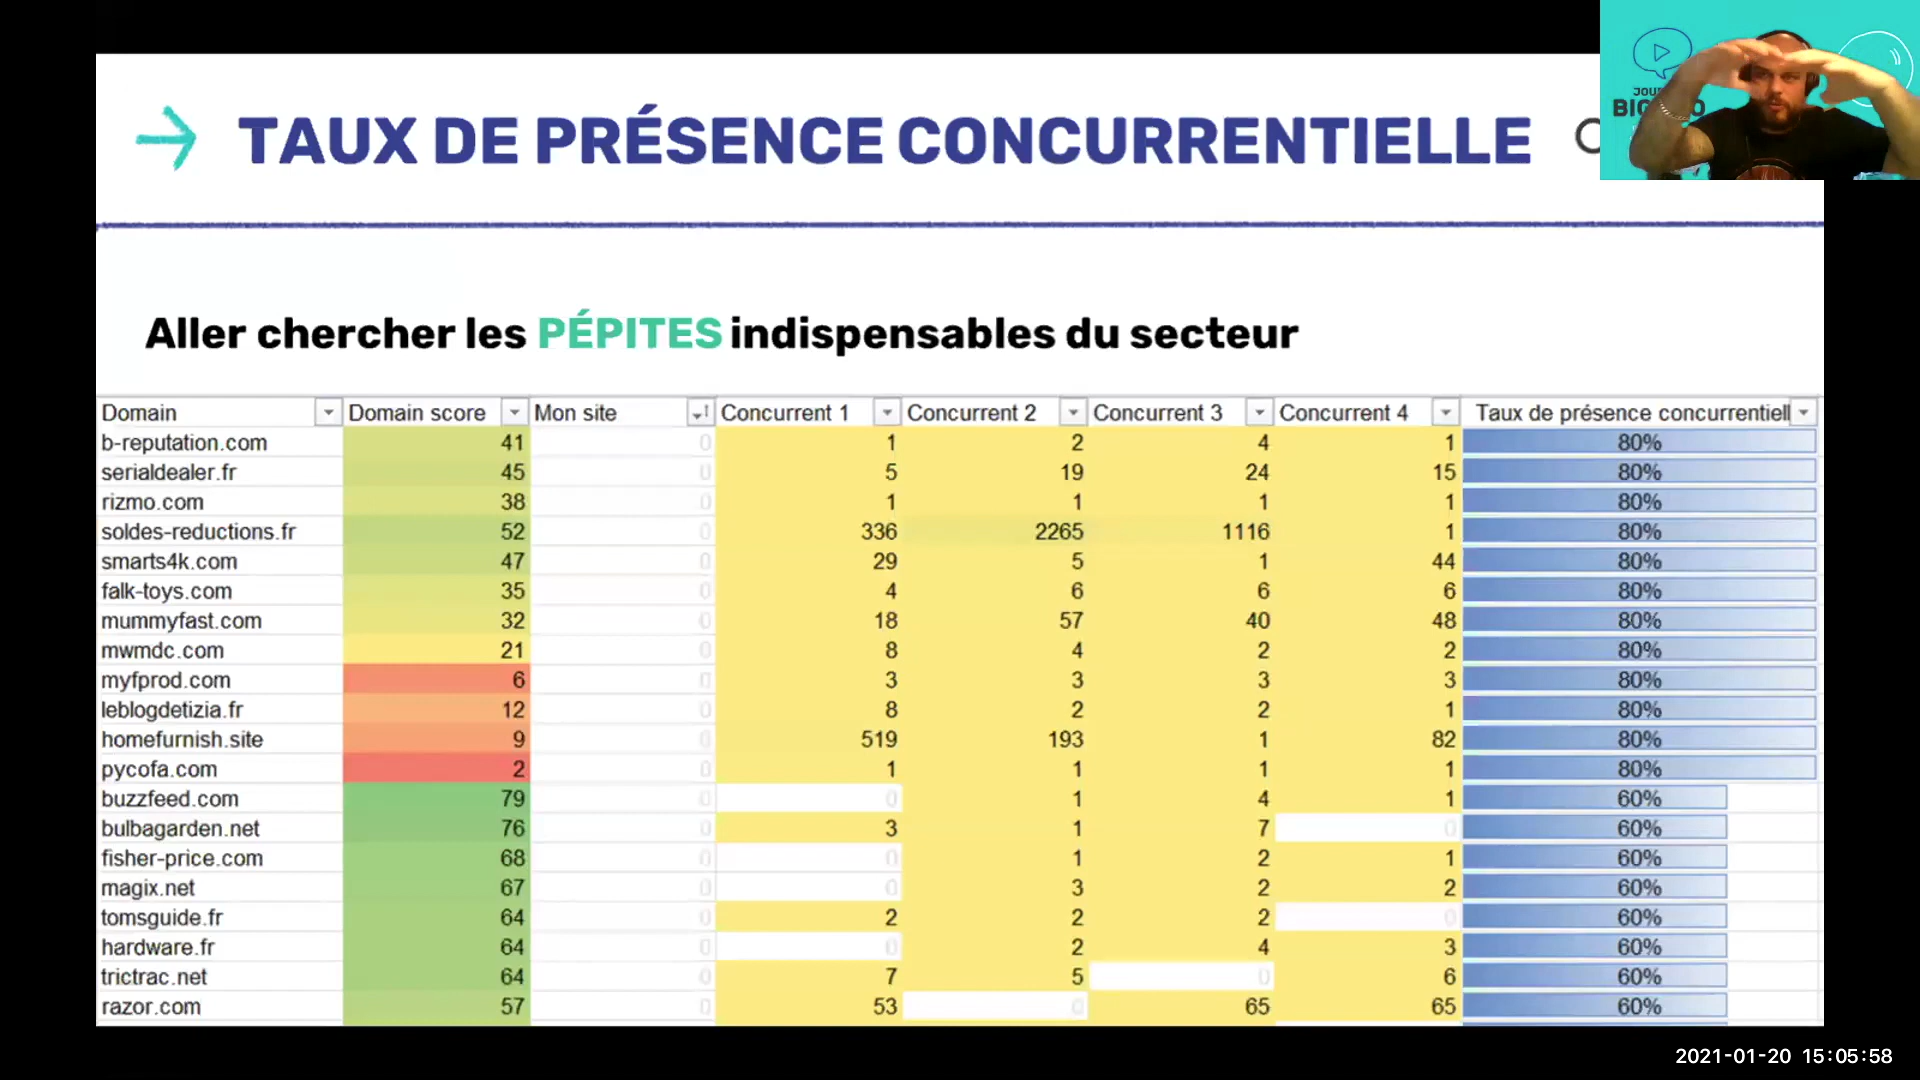 → TAUX DE PRÉSENCE CONCURRENTIELLE
Aller chercher les PÉPITES indispensables du secteur
Domain Domain score Mon site Concurrent 1 Concurrent 2 Concurrent 3 Concurrent 4 Taux de présence concurrentiell
b-reputation.com 41 0 1 2 4 1 80%
serialdealer.fr 45 0 5 19 24 15 80%
rizmo.com 38 0 1 1 1 1 80%
soldes-reductions.fr 52 0 336 2265 1116 1 80%
smarts4k.com 47 0 29 5 1 44 80%
falk-toys.com 35 0 4 6 6 6 80%
mummyfast.com 32 0 18 57 40 48 80%
mwmdc.com 21 0 8 4 2 2 80%
myfprod.com 6 0 3 3 3 3 80%
leblogdetizia.fr 12 0 8 2 2 1 80%
homefurnish.site 9 0 519 193 1 82 80%
pycofa.com 2 0 1 1 1 1 80%
buzzfeed.com 79 0 0 1 4 1 60%
bulbagarden.net 76 0 3 1 7 0 60%
fisher-price.com 68 0 0 1 2 1 60%
magix.net 67 0 0 3 2 2 60%
tomsguide.fr 64 0 2 2 2 0 60%
hardware.fr 64 0 0 2 4 3 60%
trictrac.net 64 0 7 5 0 6 60%
razor.com 57 0 53 0 65 65 60%
2021-01-20 15:05:58